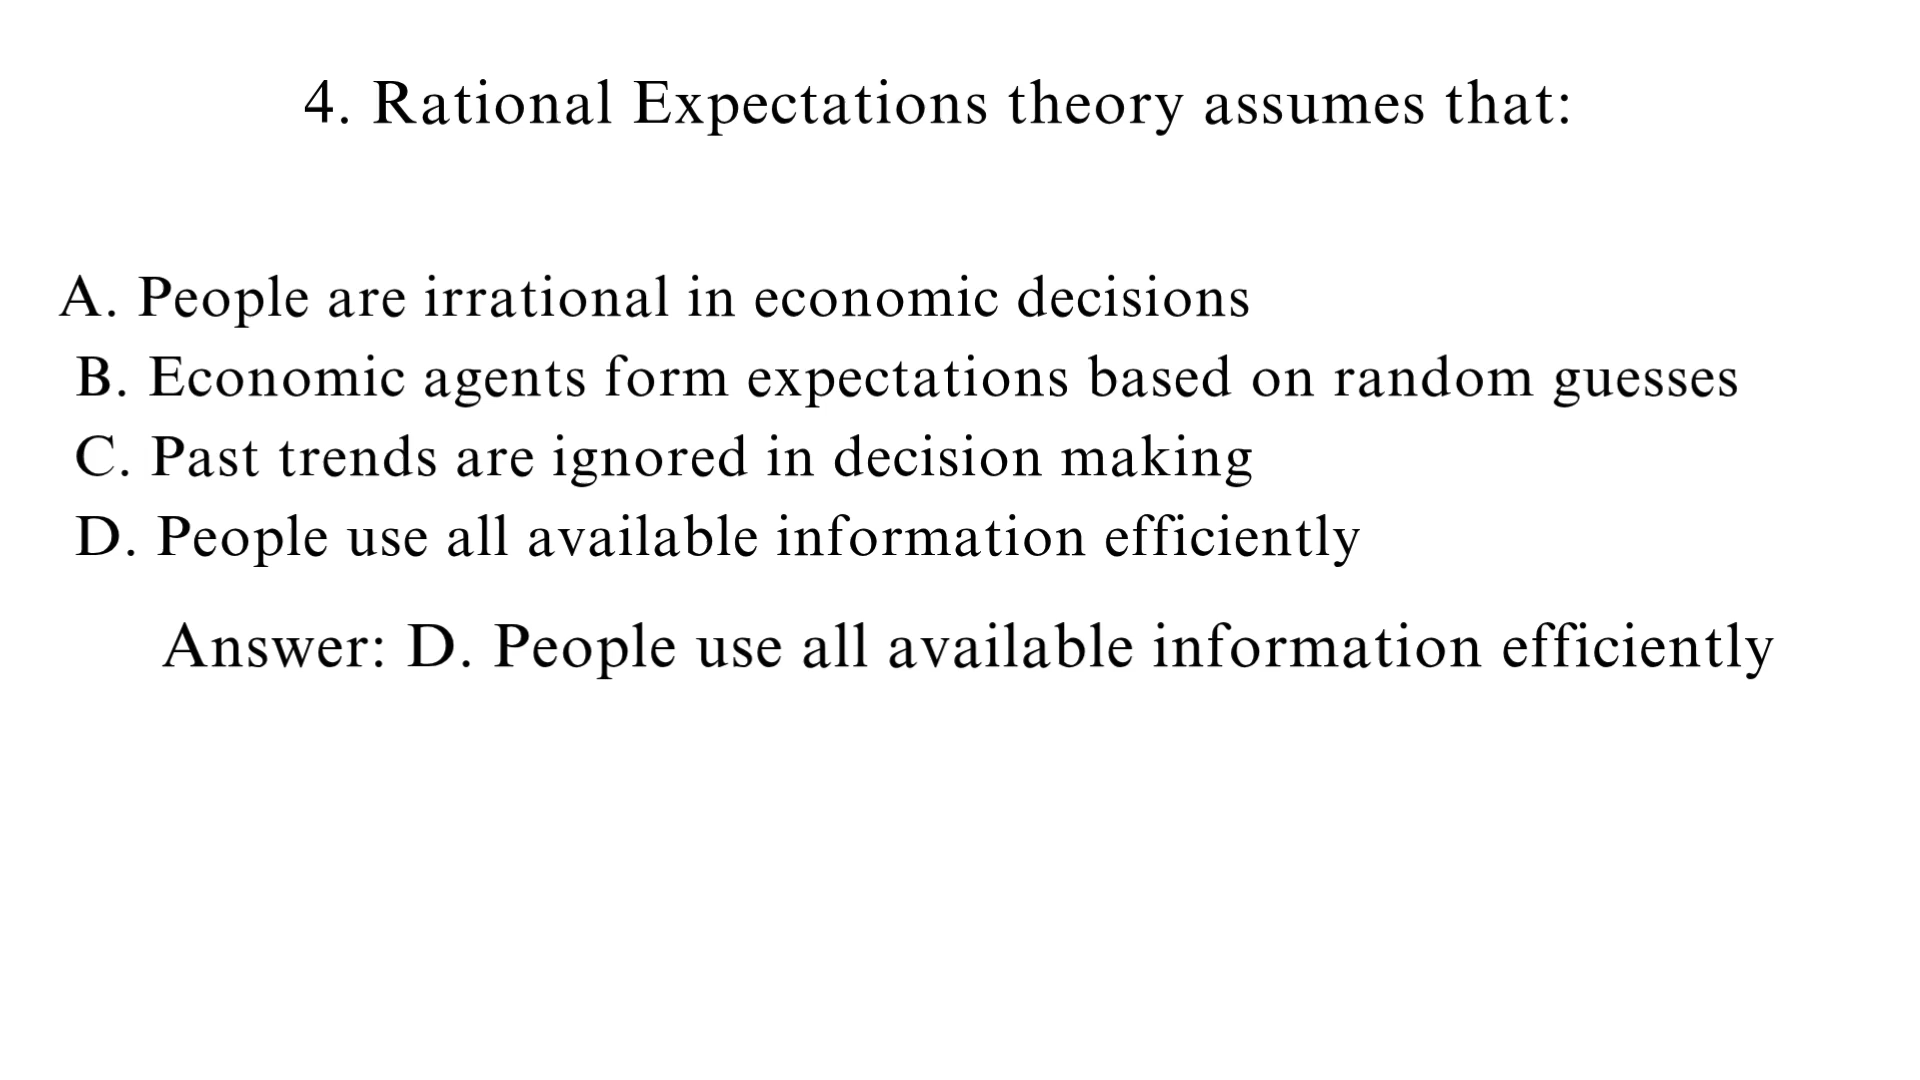 4. Rational Expectations theory assumes that:
A. People are irrational in economic decisions
B. Economic agents form expectations based on random guesses
C. Past trends are ignored in decision making
D. People use all available information efficiently
Answer: D. People use all available information efficiently